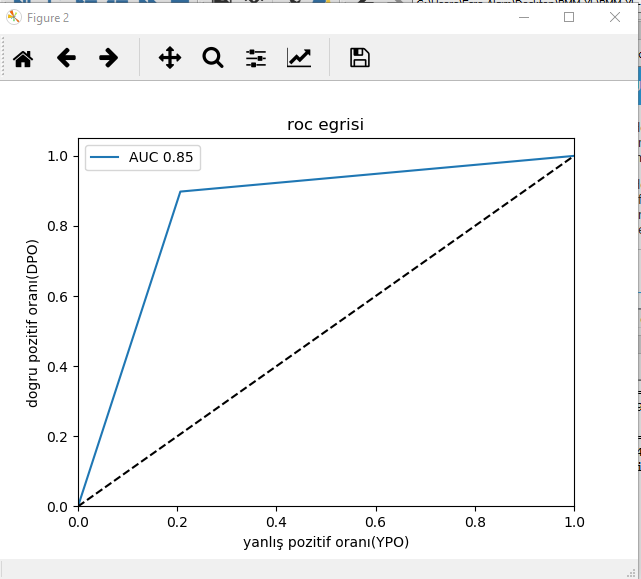 Figure 2
roc egrisi
AUC 0.85
1.0
0.8
0.6
0.4
0.2
0.0
dogru pozitif oranı(DPO)
0.0 0.2 0.4 0.6 0.8 1.0
yanlış pozitif oranı(YPO)